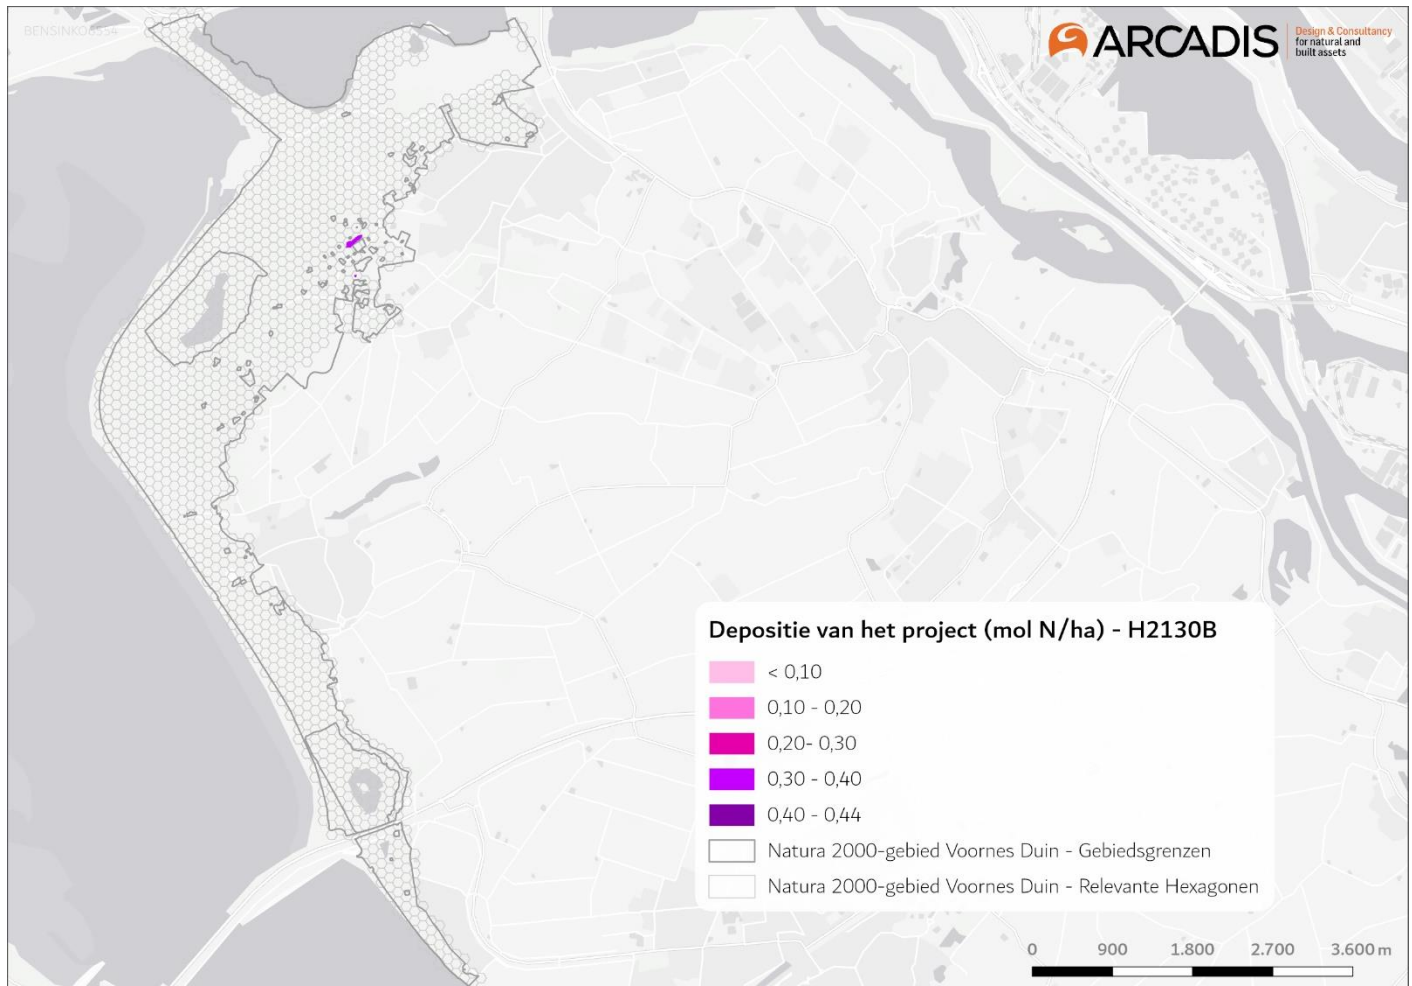 BENSINKO8554
ARCADIS
Design & Consultancy
for natural and
built assets
Depositie van het project (mol N/ha) - H2130B
< 0,10
0,10 - 0,20
0,20- 0,30
0,30 - 0,40
0,40 - 0,44
Natura 2000-gebied Voornes Duin - Gebiedsgrenzen
Natura 2000-gebied Voornes Duin - Relevante Hexagonen
0 900 1.800 2.700 3.600 m